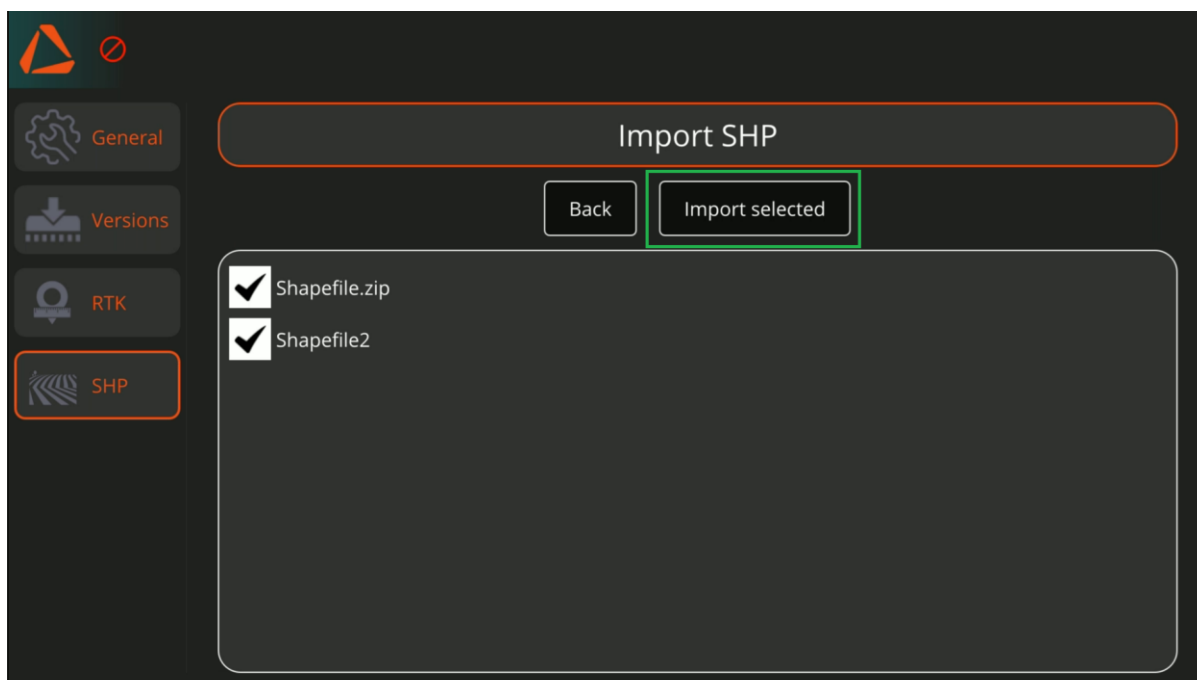 General
Versions
RTK
SHP
Import SHP
Back
Import selected
Shapefile.zip
Shapefile2